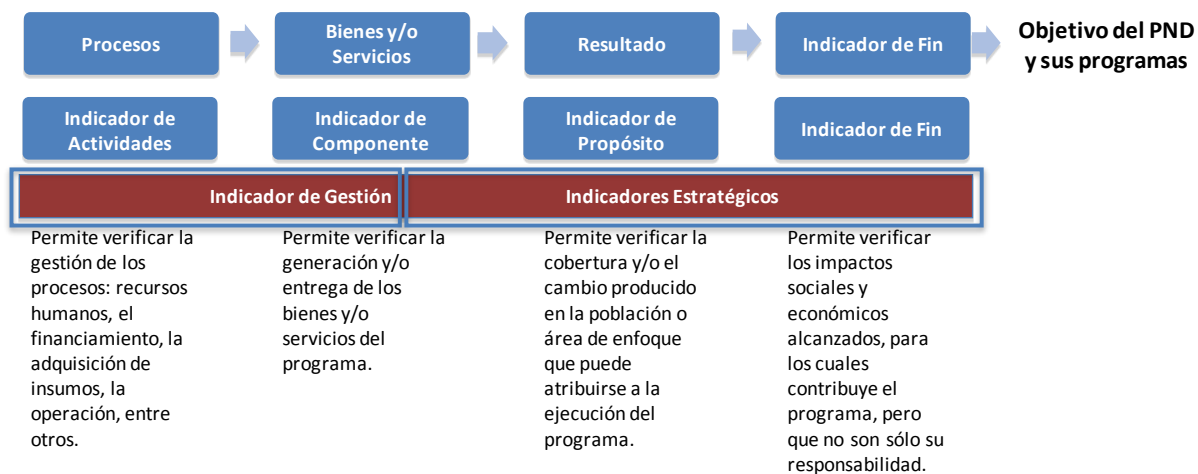 Procesos
Bienes y/o
Servicios
Resultado
Indicador de Fin
Objetivo del PND
y sus programas
Indicador de
Actividades
Indicador de
Componente
Indicador de
Propósito
Indicador de Fin
Indicador de Gestión
Indicadores Estratégicos
Permite verificar la
gestión de los
procesos: recursos
humanos, el
financiamiento, la
adquisición de
insumos, la
operación, entre
otros.
Permite verificar la
generación y/o
entrega de los
bienes y/o
servicios del
programa.
Permite verificar la
cobertura y/o el
cambio producido
en la población o
área de enfoque
que puede
atribuirse a la
ejecución del
programa.
Permite verificar
los impactos
sociales y
económicos
alcanzados, para
los cuales
contribuye el
programa, pero
que no son sólo su
responsabilidad.